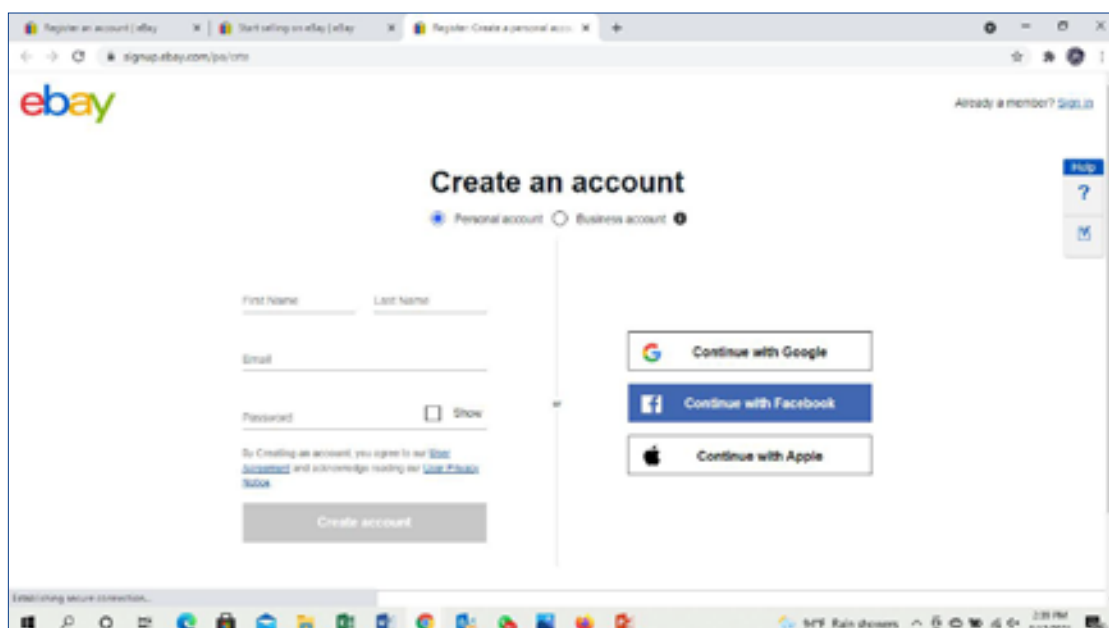 Register an account | eBay
Start selling on eBay | eBay
Register: Create a personal acco
signup.ebay.com/pa/crte
ebay
Already a member? Sign in
Help
?
Create an account
Personal account Business account
First Name Last Name
Email
Password Show
By Creating an account, you agree to our User
Agreement and acknowledge reading our User Privacy
Notice
Create account
or
Continue with Google
Continue with Facebook
Continue with Apple
Establishing secure connection...
94°F Rain showers
PM